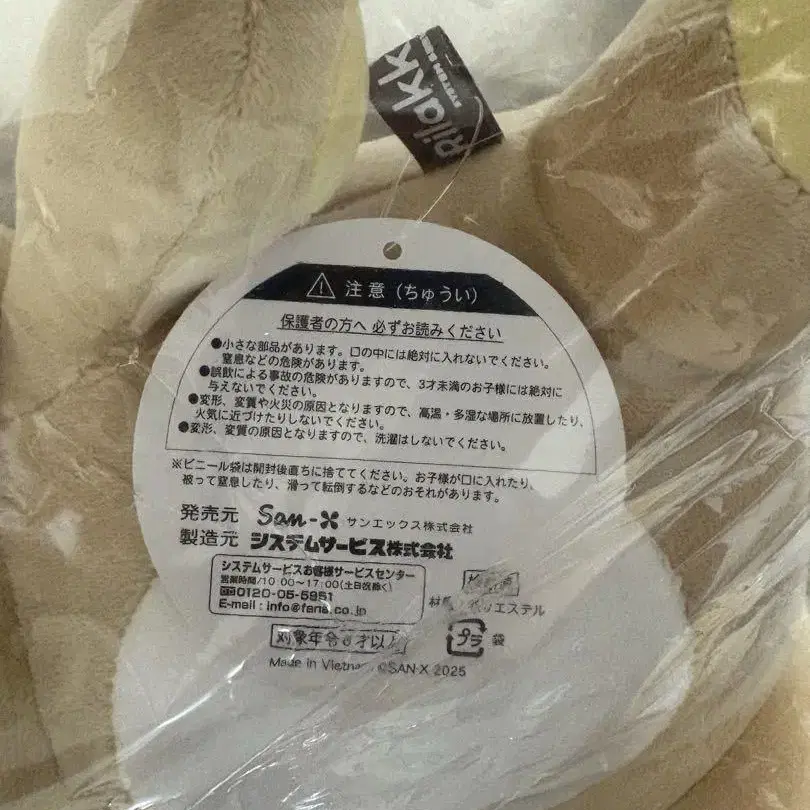 Rilakk
SYSTEM SER
注意（ちゅうい）
保護者の方へ 必ずお読みください
●小さな部品があります。口の中には絶対に入れないでください。
窒息などの危険があります。
●誤飲による事故の危険がありますので、3才未満のお子様には絶対に
与えないでください。
●変形、変質や火災の原因となりますので、高温・多湿な場所に放置したり、
火気に近づけたりしないでください。
●変形、変質の原因となりますので、洗濯はしないでください。
※ビニール袋は開封後直ちに捨ててください。お子様が口に入れたり、
被って窒息したり、滑って転倒するなどのおそれがあります。
発売元 San-X サンエックス株式会社
製造元 システムサービス株式会社
システムサービスお客様サービスセンター
営業時間/10:00〜17:00(土日祝除く)
0120-05-5951
E-mail : info@fans.co.jp
材 ポリエステル
対象年令6才以上
プラ 袋
Made in Vietnam ©SAN-X 2025